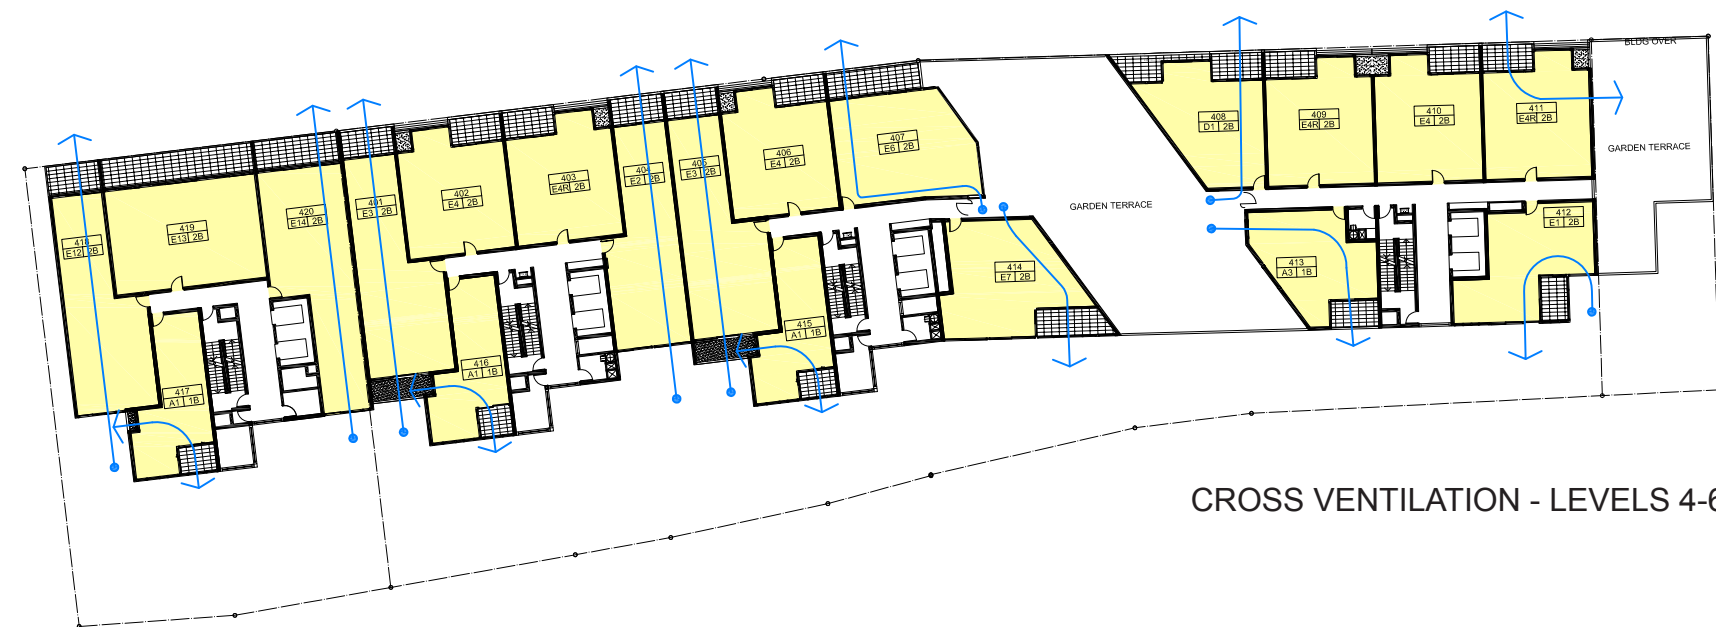 BLDG OVER
411
E4R 2B
410
E4 2B
409
E4R 2B
408
D1 2B
GARDEN TERRACE
407
E6 2B
406
E4 2B
405
E3 2B
404
E2 2B
403
E4R 2B
402
E4 2B
401
E3 2B
420
E14 2B
419
E13 2B
418
E12 2B
GARDEN TERRACE
412
E1 2B
413
A3 1B
414
E7 2B
415
A1 1B
416
A1 1B
417
A1 1B
CROSS VENTILATION - LEVELS 4-6